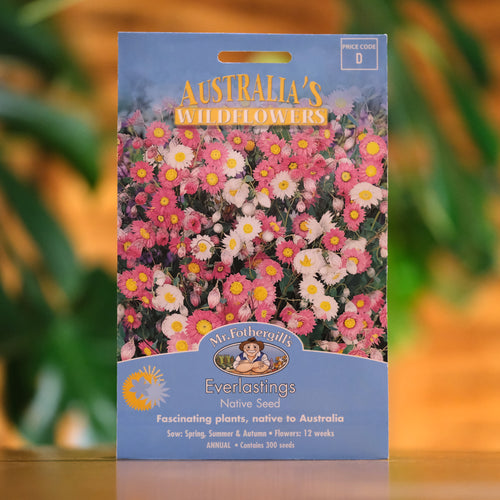 PRICE CODE
D
AUSTRALIA'S
WILDFLOWERS
Mr. Fothergill's
Everlastings
Native Seed
Fascinating plants, native to Australia
Sow: Spring, Summer & Autumn • Flowers: 12 weeks
ANNUAL • Contains 300 seeds